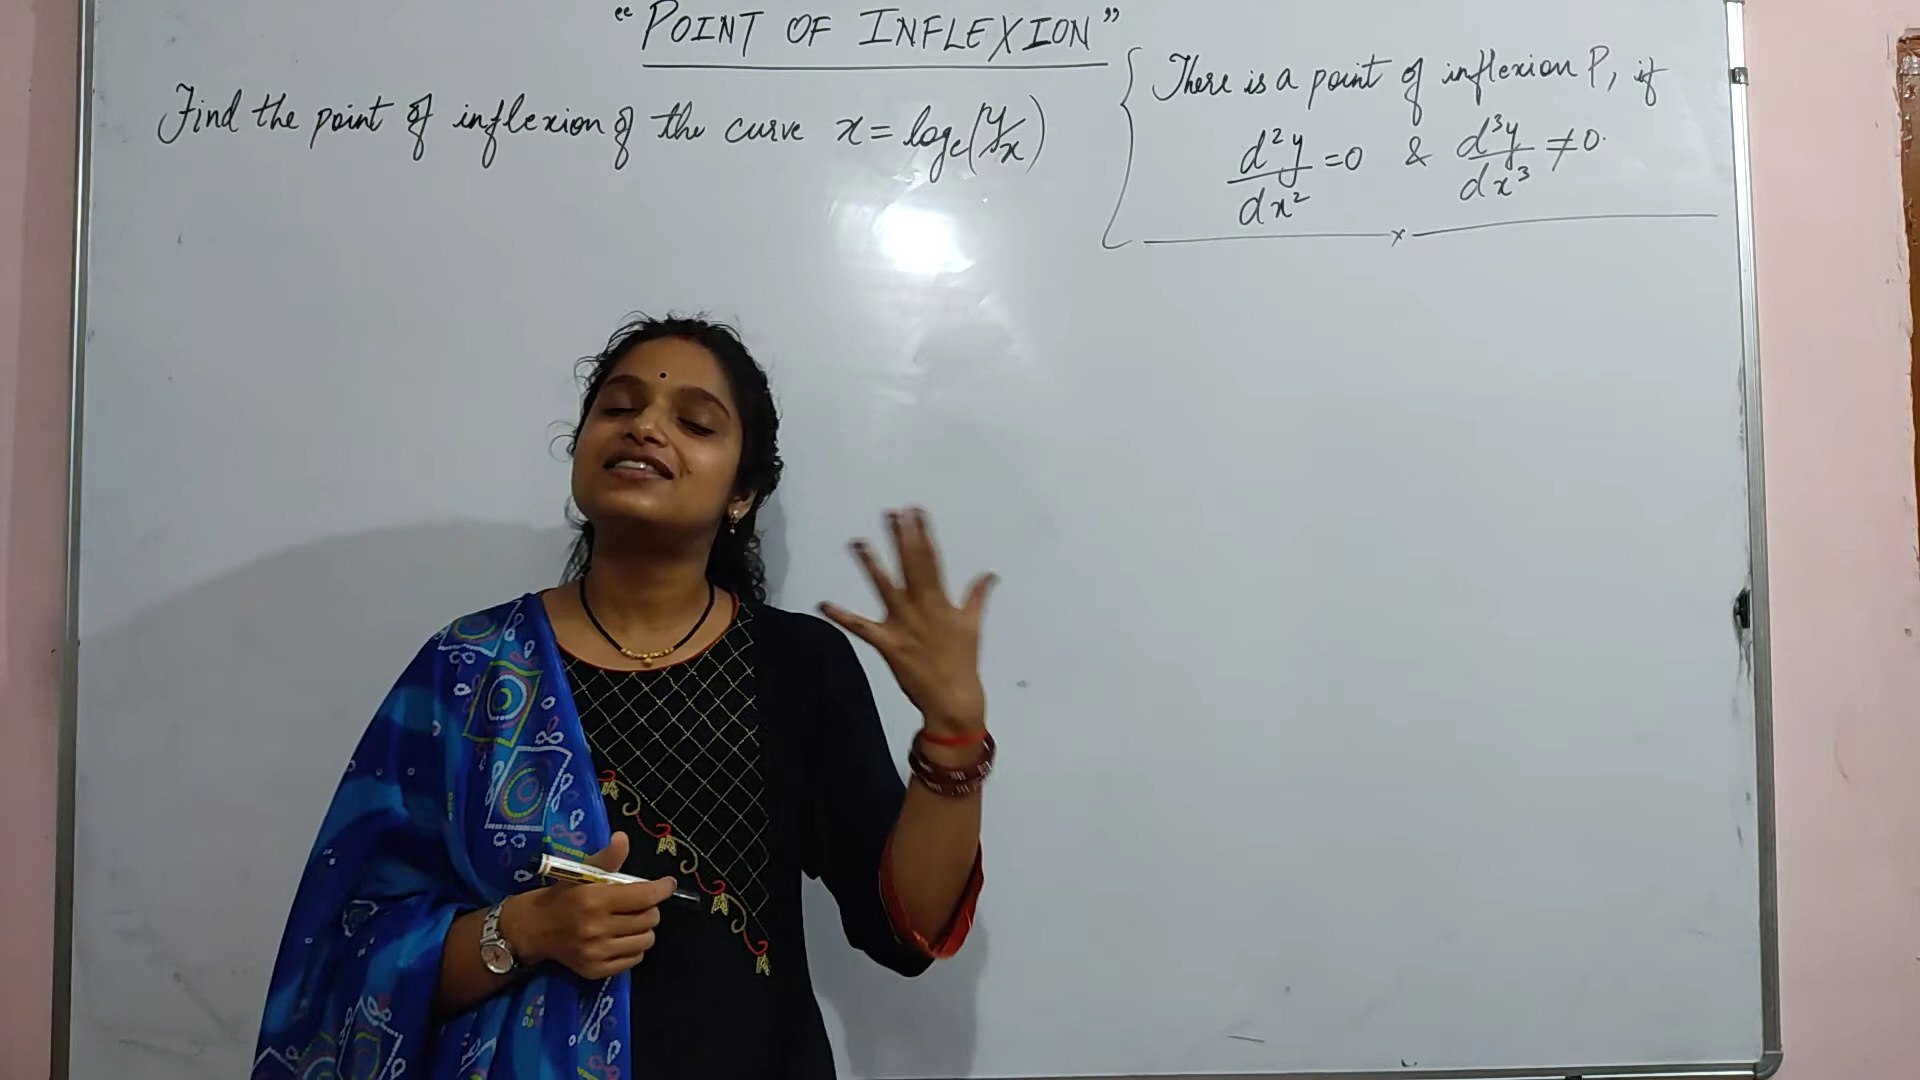 “POINT OF INFLEXION”
Find the point of inflexion of the curve x = logₑ(y/x)
There is a point of inflexion P, if
d²y/dx² = 0 & d³y/dx³ ≠ 0.